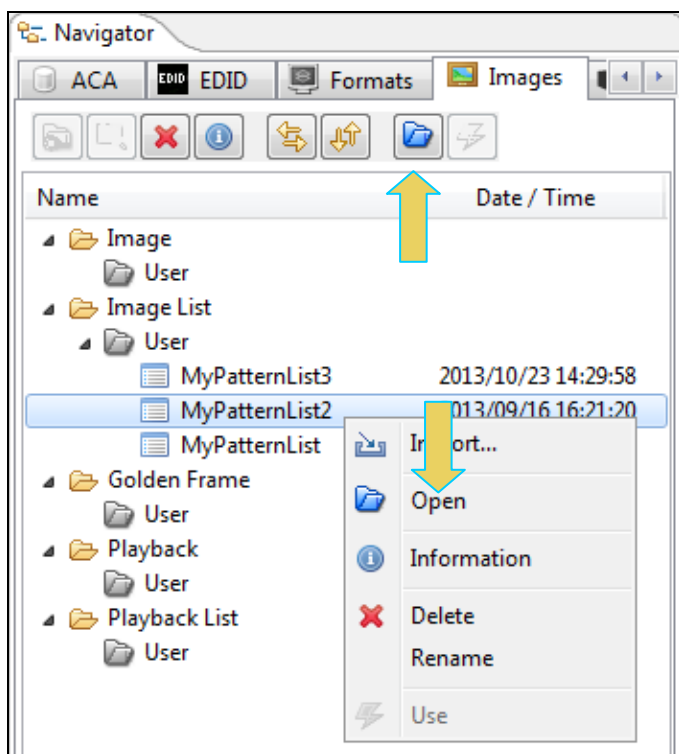 Navigator
ACA EDID EDID Formats Images
Name Date / Time
Image
User
Image List
User
MyPatternList3 2013/10/23 14:29:58
MyPatternList2 2013/09/16 16:21:20
MyPatternList
Golden Frame
User
Playback
User
Playback List
User
Open
Information
Delete
Rename
Use